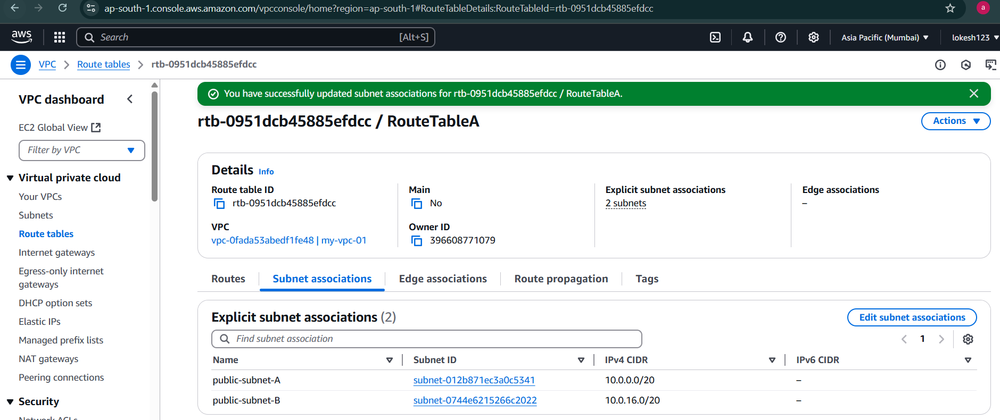 ap-south-1.console.aws.amazon.com/vpcconsole/home?region=ap-south-1#RouteTableDetails:RouteTableId=rtb-0951dcb45885efdcc
a
aws
Search
[Alt+S]
Asia Pacific (Mumbai)
lokesh123
VPC
Route tables
rtb-0951dcb45885efdcc
VPC dashboard
EC2 Global View
Filter by VPC
Virtual private cloud
Your VPCs
Subnets
Route tables
Internet gateways
Egress-only internet
gateways
DHCP option sets
Elastic IPs
Managed prefix lists
NAT gateways
Peering connections
Security
Network ACLs
You have successfully updated subnet associations for rtb-0951dcb45885efdcc / RouteTableA.
rtb-0951dcb45885efdcc / RouteTableA
Actions
Details Info
Route table ID
rtb-0951dcb45885efdcc
Main
No
Explicit subnet associations
2 subnets
Edge associations
–
VPC
vpc-0fada53abedf1fe48 | my-vpc-01
Owner ID
396608771079
Routes
Subnet associations
Edge associations
Route propagation
Tags
Explicit subnet associations (2)
Edit subnet associations
Find subnet association
1
Name Subnet ID IPv4 CIDR IPv6 CIDR
public-subnet-A subnet-012b871ec3a0c5341 10.0.0.0/20 –
public-subnet-B subnet-0744e6215266c2022 10.0.16.0/20 –